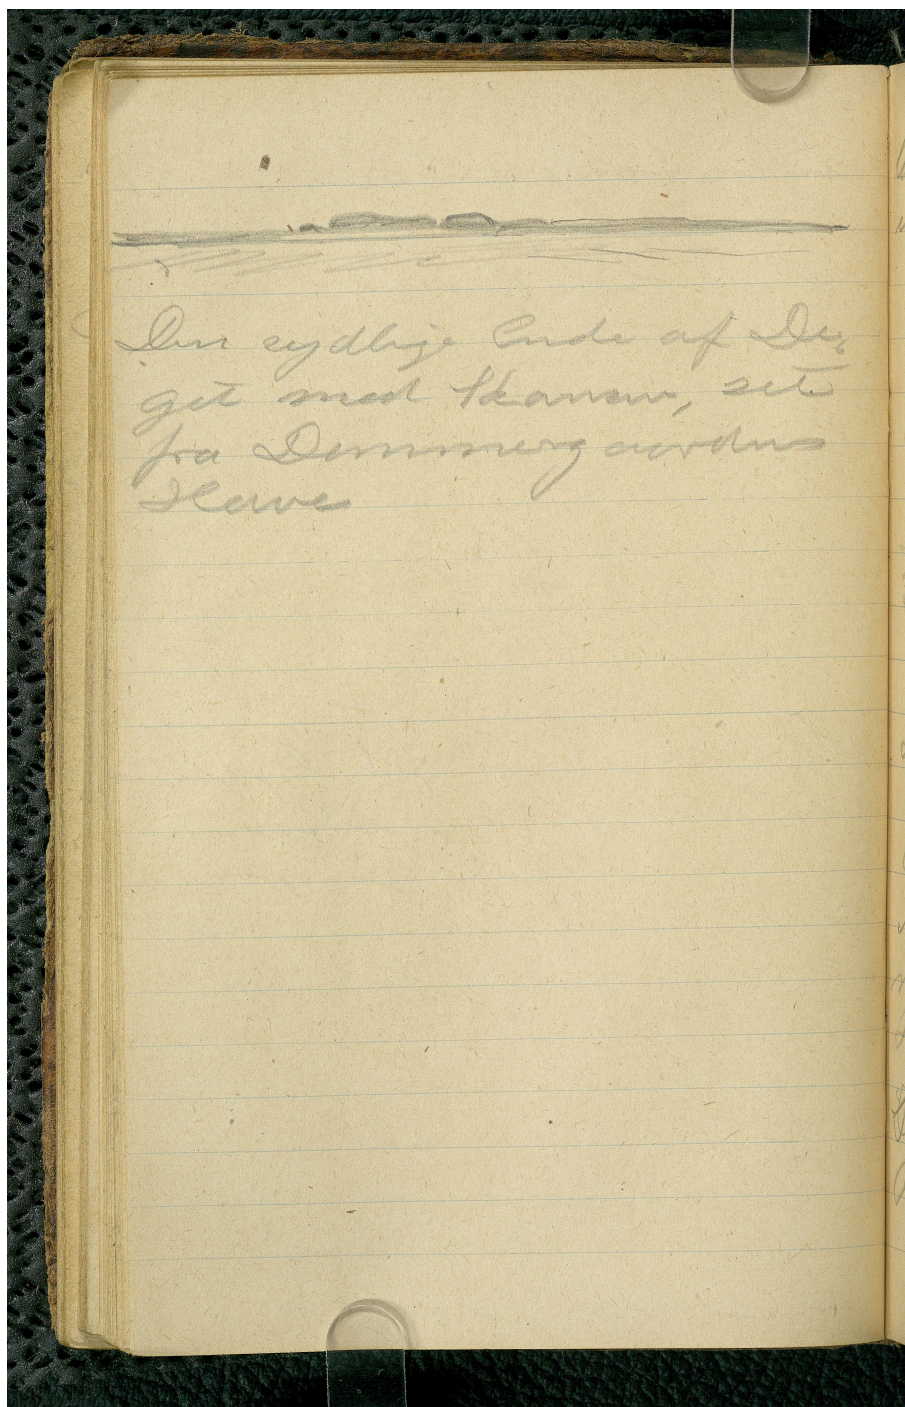 Den sydlige Ende af Di-
get med Skansen, set
fra Dommergaardens
Have